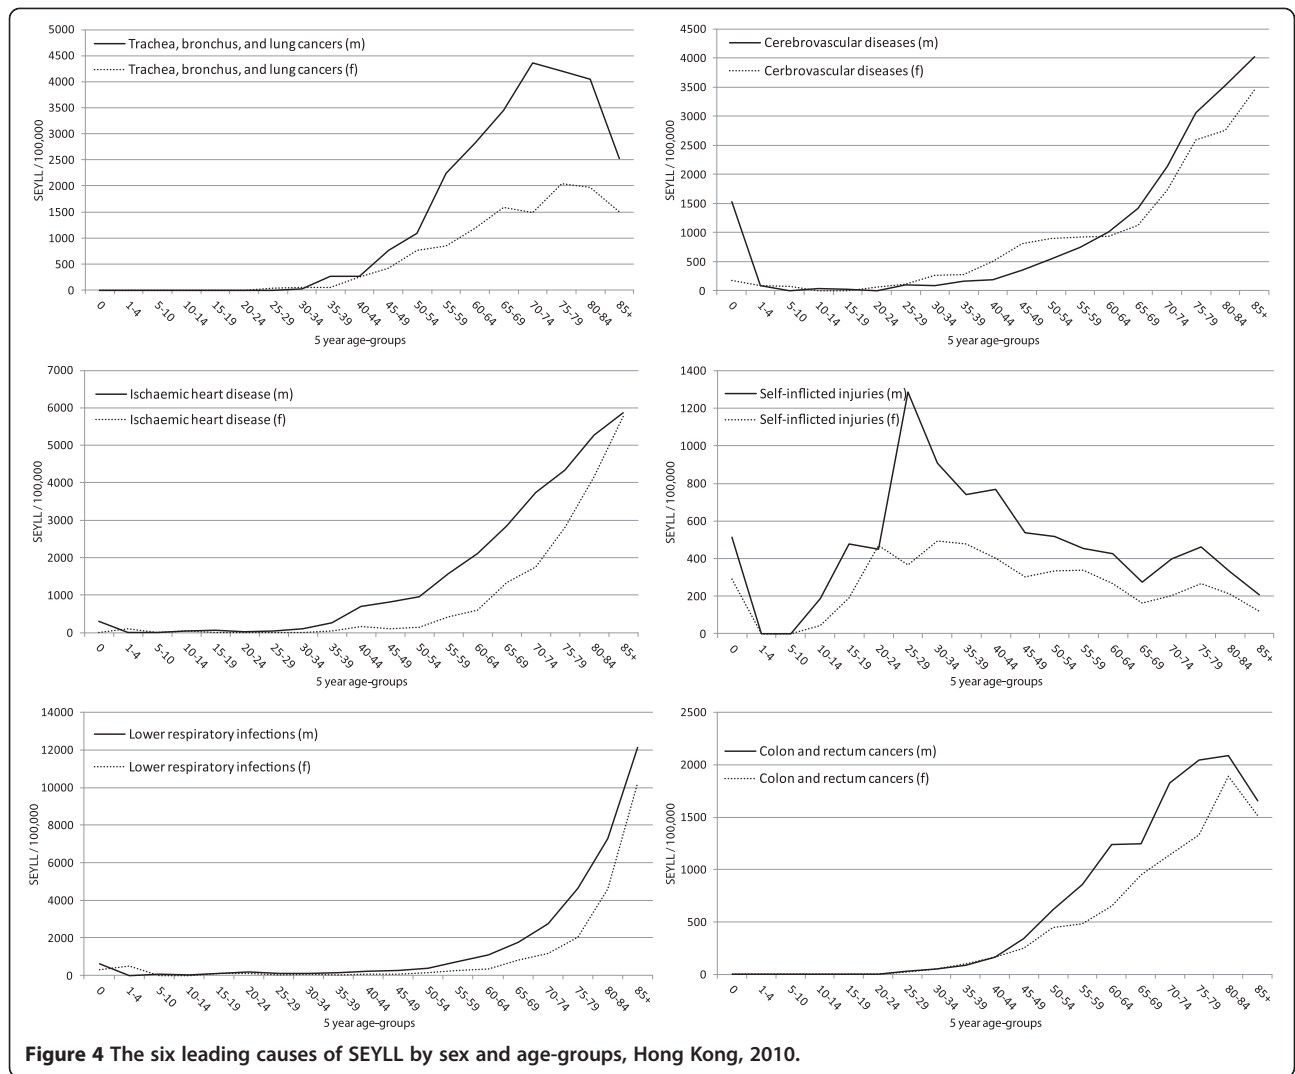 5000
4500
4000
3500
3000
2500
2000
1500
1000
500
0
SEYLL / 100,000
Trachea, bronchus, and lung cancers (m)
Trachea, bronchus, and lung cancers (f)
0 1-4 5-10 10-14 15-19 20-24 25-29 30-34 35-39 40-44 45-49 50-54 55-59 60-64 65-69 70-74 75-79 80-84 85+
5 year age-groups
4500
4000
3500
3000
2500
2000
1500
1000
500
0
SEYLL / 100,000
Cerebrovascular diseases (m)
Cerbrovascular diseases (f)
0 1-4 5-10 10-14 15-19 20-24 25-29 30-34 35-39 40-44 45-49 50-54 55-59 60-64 65-69 70-74 75-79 80-84 85+
5 year age-groups
7000
6000
5000
4000
3000
2000
1000
0
SEYLL / 100,000
Ischaemic heart disease (m)
Ischaemic heart disease (f)
0 1-4 5-10 10-14 15-19 20-24 25-29 30-34 35-39 40-44 45-49 50-54 55-59 60-64 65-69 70-74 75-79 80-84 85+
5 year age-groups
1400
1200
1000
800
600
400
200
0
SEYLL / 100,000
Self-inflicted injuries (m)
Self-inflicted injuries (f)
0 1-4 5-10 10-14 15-19 20-24 25-29 30-34 35-39 40-44 45-49 50-54 55-59 60-64 65-69 70-74 75-79 80-84 85+
5 year age-groups
14000
12000
10000
8000
6000
4000
2000
0
SEYLL / 100,000
Lower respiratory infections (m)
Lower respiratory infections (f)
0 1-4 5-10 10-14 15-19 20-24 25-29 30-34 35-39 40-44 45-49 50-54 55-59 60-64 65-69 70-74 75-79 80-84 85+
5 year age-groups
2500
2000
1500
1000
500
0
SEYLL / 100,000
Colon and rectum cancers (m)
Colon and rectum cancers (f)
0 1-4 5-10 10-14 15-19 20-24 25-29 30-34 35-39 40-44 45-49 50-54 55-59 60-64 65-69 70-74 75-79 80-84 85+
5 year age-groups
Figure 4 The six leading causes of SEYLL by sex and age-groups, Hong Kong, 2010.